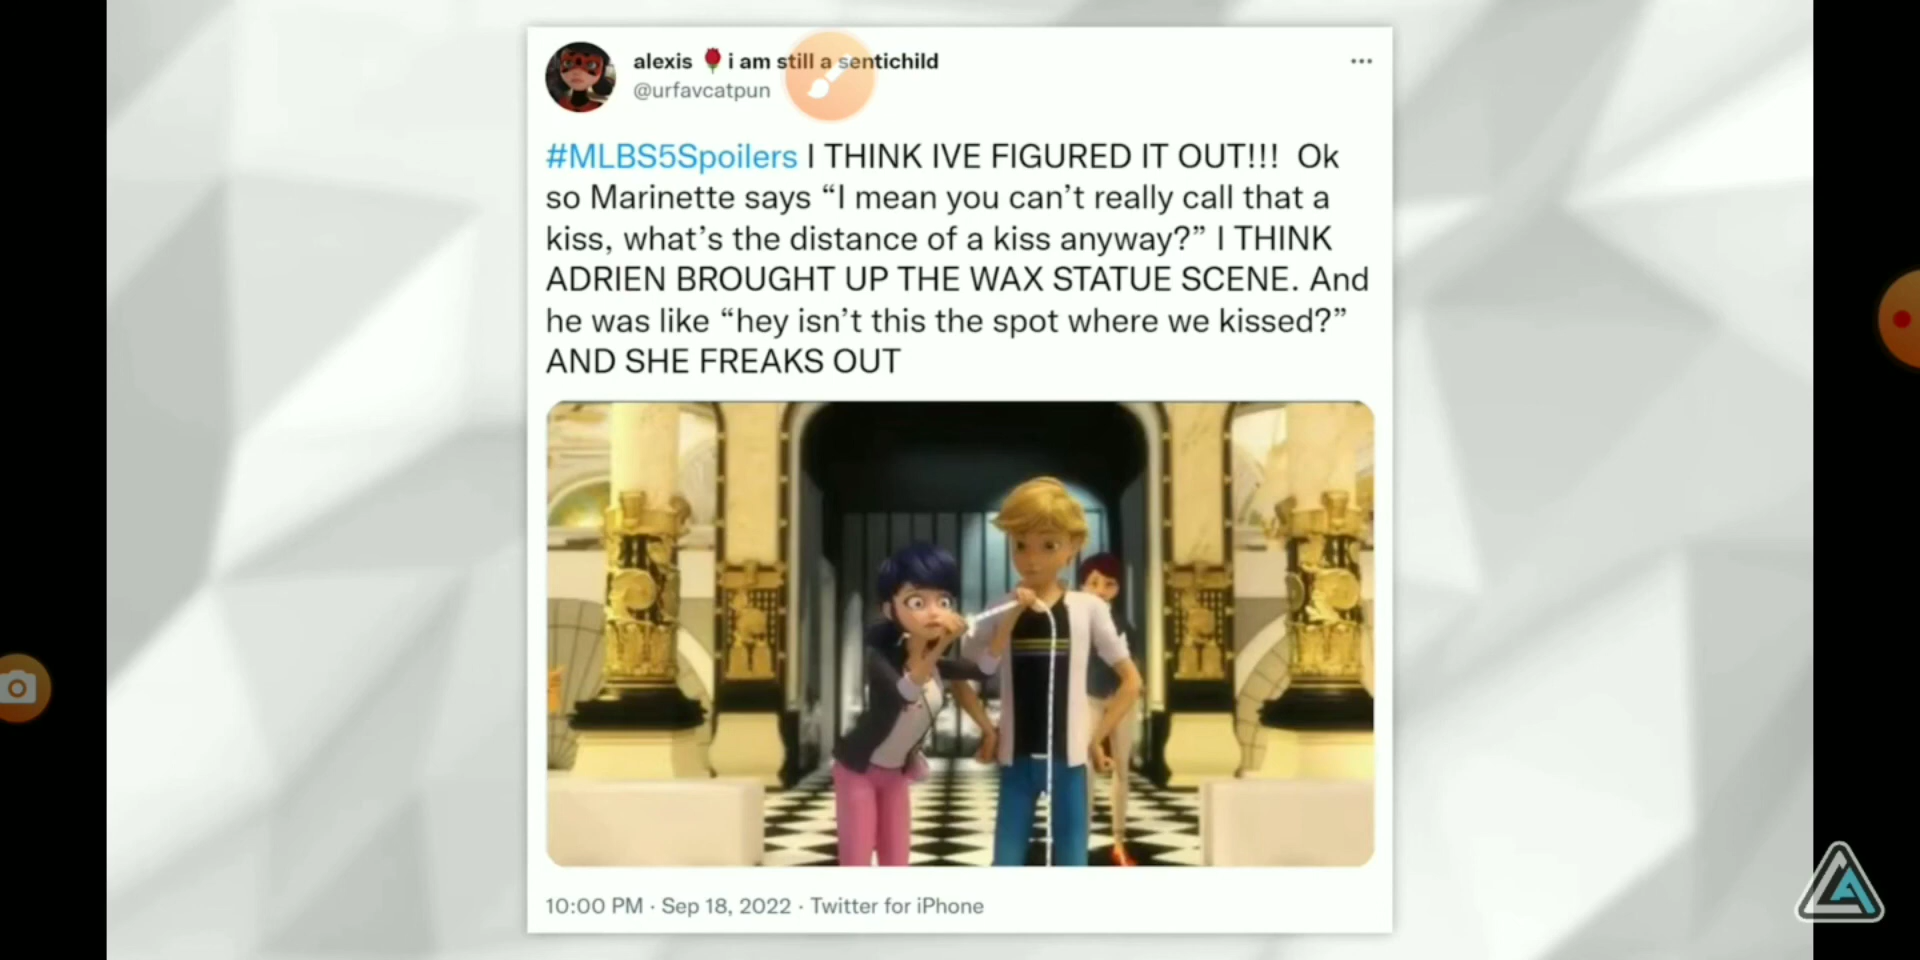 alexis 🌹 i am still a sentichild
@urfavcatpun
#MLBS5Spoilers I THINK IVE FIGURED IT OUT!!! Ok
so Marinette says “I mean you can’t really call that a
kiss, what’s the distance of a kiss anyway?” I THINK
ADRIEN BROUGHT UP THE WAX STATUE SCENE. And
he was like “hey isn’t this the spot where we kissed?”
AND SHE FREAKS OUT
10:00 PM · Sep 18, 2022 · Twitter for iPhone